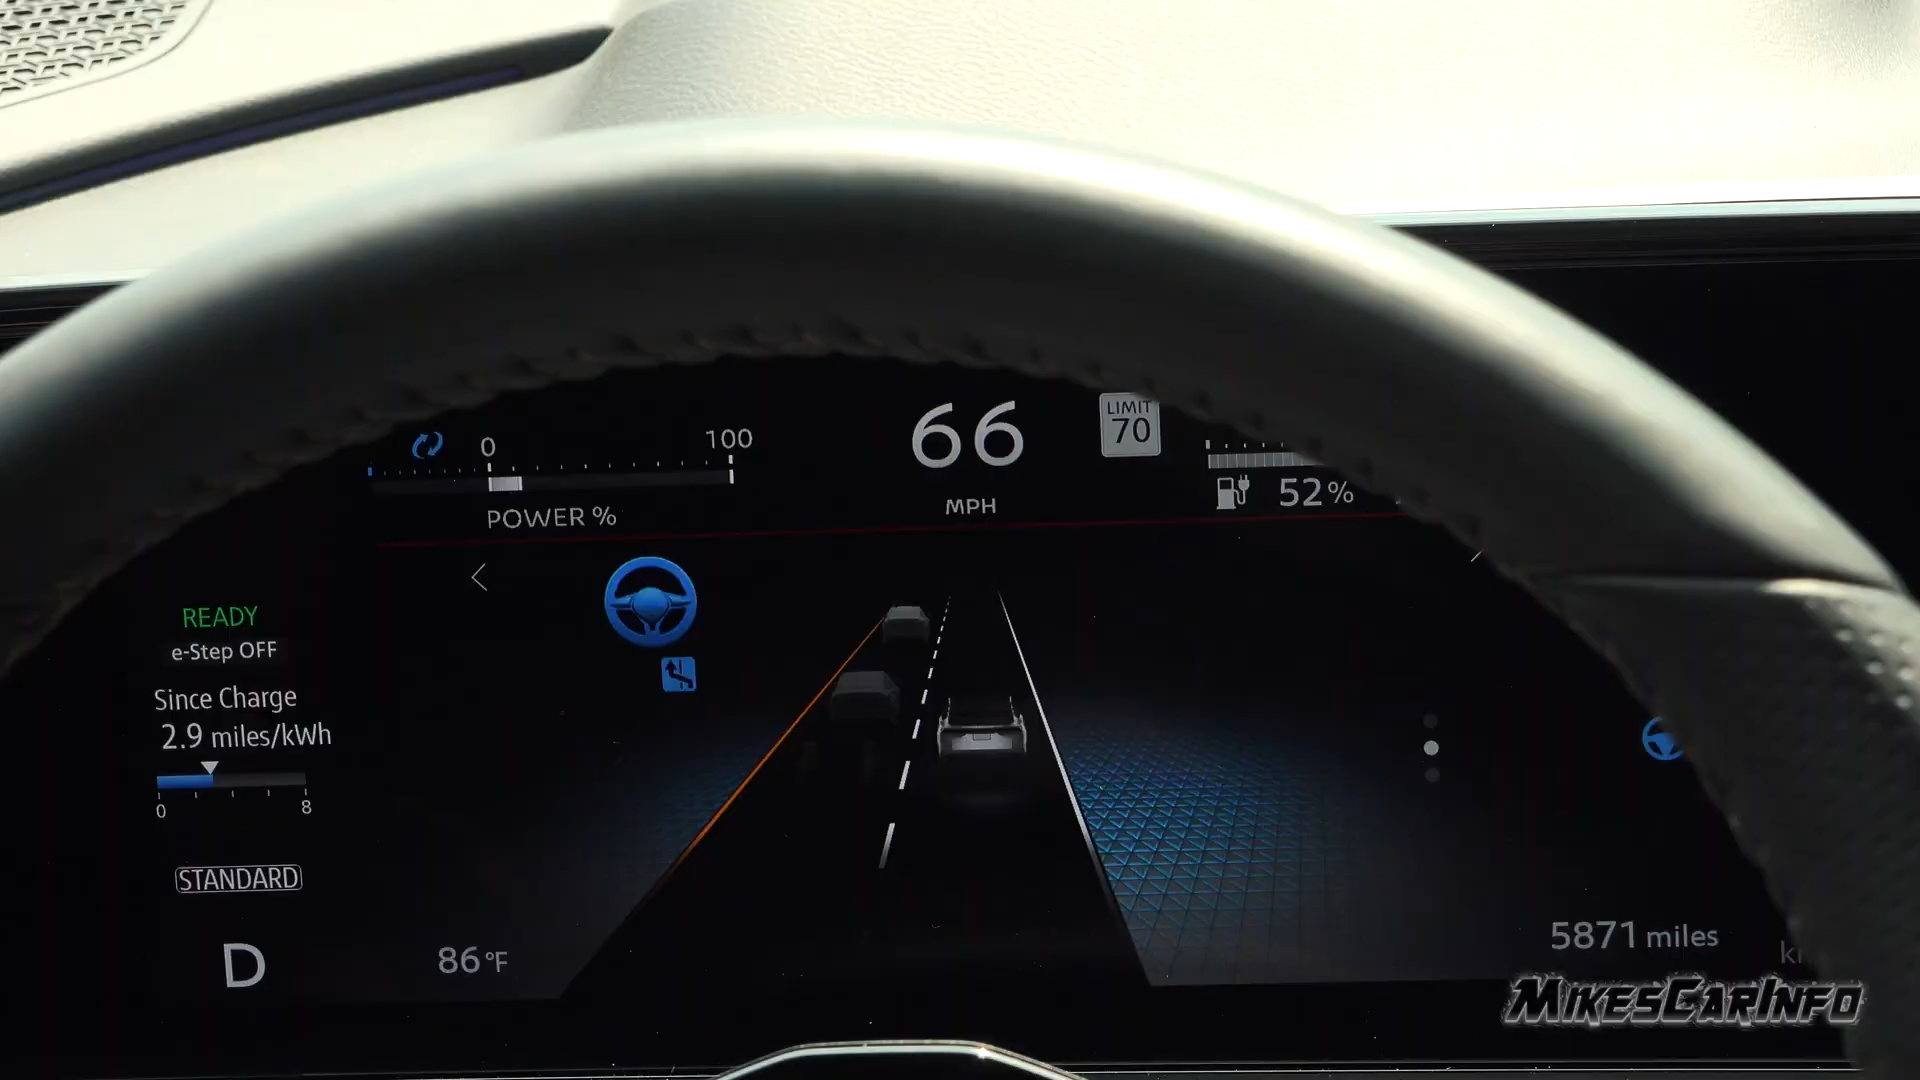 0
100
POWER %
66
MPH
LIMIT
70
52%
READY
e-Step OFF
Since Charge
2.9 miles/kWh
0
8
STANDARD
D
86°F
5871 miles
MIKESCARINFO